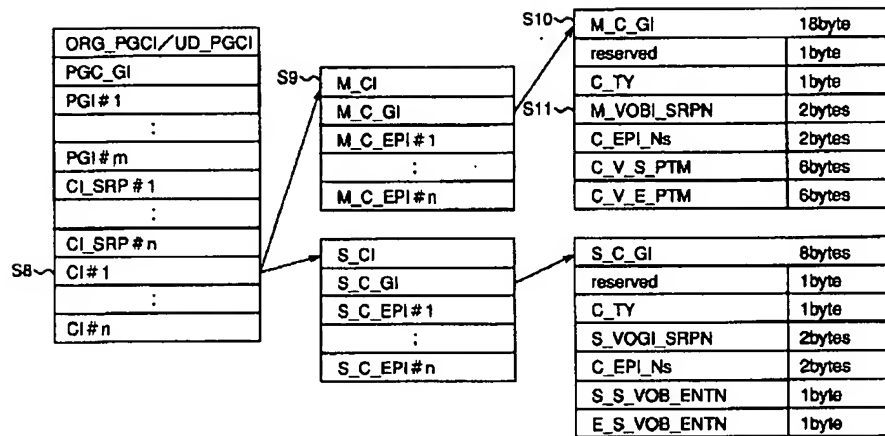 ORG_PGCI/UD_PGCI
PGC_GI
PGI#1
:
PGI#m
CI_SRP#1
:
CI_SRP#n
S8
CI#1
:
CI#n
S9
M_CI
M_C_GI
M_C_EPI#1
:
M_C_EPI#n
S_CI
S_C_GI
S_C_EPI#1
:
S_C_EPI#n
S10
M_C_GI 18byte
reserved 1byte
C_TY 1byte
S11
M_VOBI_SRPN 2bytes
C_EPI_Ns 2bytes
C_V_S_PTM 6bytes
C_V_E_PTM 6bytes
S_C_GI 8bytes
reserved 1byte
C_TY 1byte
S_VOGI_SRPN 2bytes
C_EPI_Ns 2bytes
S_S_VOB_ENTN 1byte
E_S_VOB_ENTN 1byte